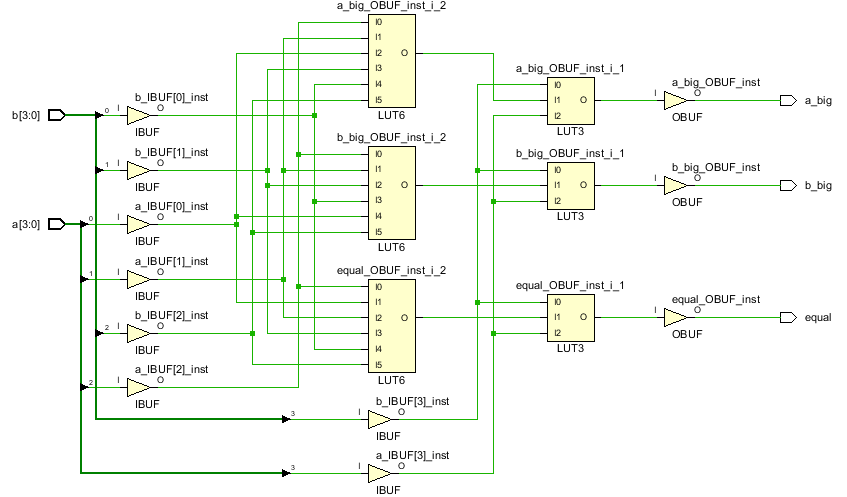 a_big_OBUF_inst_i_2
I0
I1
I2
I3
I4
I5
O
LUT6
b_big_OBUF_inst_i_2
I0
I1
I2
I3
I4
I5
O
LUT6
equal_OBUF_inst_i_2
I0
I1
I2
I3
I4
I5
O
LUT6
a_big_OBUF_inst_i_1
I0
I1
I2
O
LUT3
b_big_OBUF_inst_i_1
I0
I1
I2
O
LUT3
equal_OBUF_inst_i_1
I0
I1
I2
O
LUT3
a_big_OBUF_inst
I
O
OBUF
a_big
b_big_OBUF_inst
I
O
OBUF
b_big
equal_OBUF_inst
I
O
OBUF
equal
b[3:0]
a[3:0]
b_IBUF[0]_inst
0
I
O
IBUF
b_IBUF[1]_inst
1
I
O
IBUF
a_IBUF[0]_inst
0
I
O
IBUF
a_IBUF[1]_inst
1
I
O
IBUF
b_IBUF[2]_inst
2
I
O
IBUF
a_IBUF[2]_inst
2
I
O
IBUF
b_IBUF[3]_inst
3
I
O
IBUF
a_IBUF[3]_inst
3
I
O
IBUF